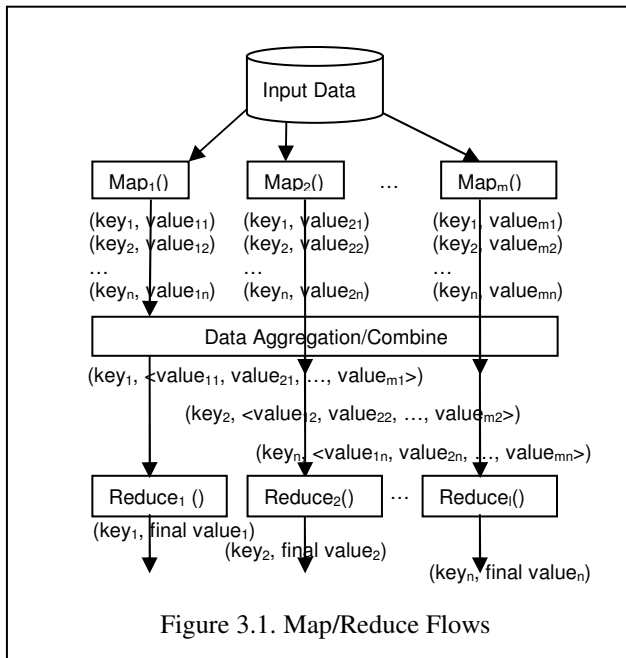 Input Data
Map₁() Map₂() … Mapₘ()
(key₁, value₁₁) (key₁, value₂₁) (key₁, valueₘ₁)
(key₂, value₁₂) (key₂, value₂₂) (key₂, valueₘ₂)
… … …
(keyₙ, value₁ₙ) (keyₙ, value₂ₙ) (keyₙ, valueₘₙ)
Data Aggregation/Combine
(key₁, <value₁₁, value₂₁, …, valueₘ₁>)
(key₂, <value₁₂, value₂₂, …, valueₘ₂>)
(keyₙ, <value₁ₙ, value₂ₙ, …, valueₘₙ>)
Reduce₁ () Reduce₂() … Reduceₗ()
(key₁, final value₁)
(key₂, final value₂)
(keyₙ, final valueₙ)
Figure 3.1. Map/Reduce Flows